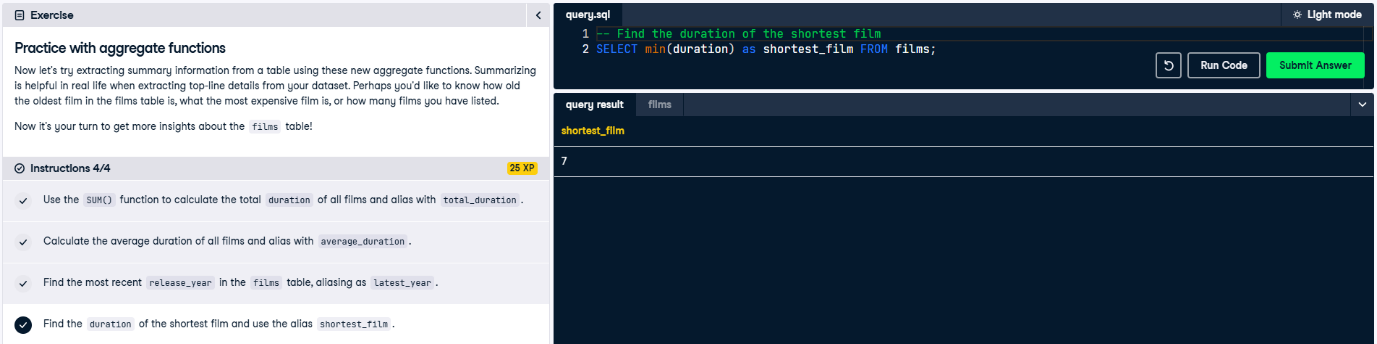 Exercise
Practice with aggregate functions
Now let's try extracting summary information from a table using these new aggregate functions. Summarizing
is helpful in real life when extracting top-line details from your dataset. Perhaps you'd like to know how old
the oldest film in the films table is, what the most expensive film is, or how many films you have listed.
Now it's your turn to get more insights about the films table!
Instructions 4/4
25 XP
Use the SUM() function to calculate the total duration of all films and alias with total_duration.
Calculate the average duration of all films and alias with average_duration.
Find the most recent release_year in the films table, aliasing as latest_year.
Find the duration of the shortest film and use the alias shortest_film.
query.sql
Light mode
1 -- Find the duration of the shortest film
2 SELECT min(duration) as shortest_film FROM films;
Run Code
Submit Answer
query result
films
shortest_film
7